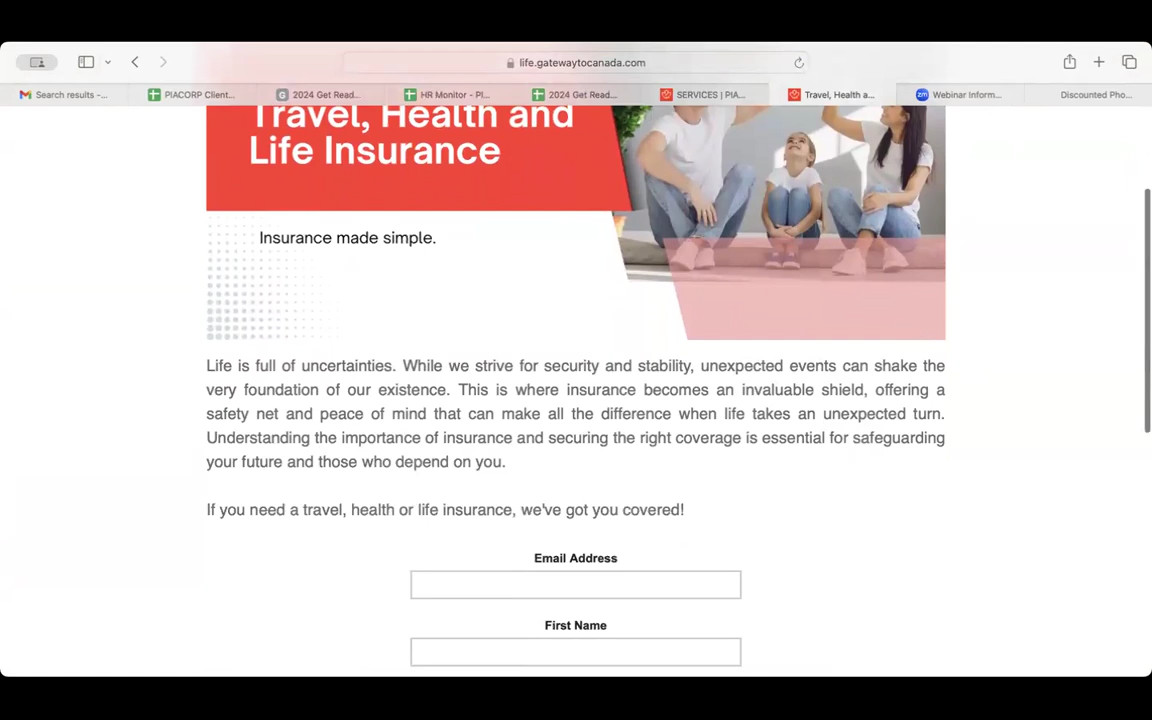 life.gatewaytocanada.com
Search results –...
PIACORP Client...
2024 Get Read...
HR Monitor - PI...
2024 Get Read...
SERVICES | PIA...
Travel, Health a...
zm
Webinar Inform...
Discounted Pho...
Travel, Health and
Life Insurance
Insurance made simple.
Life is full of uncertainties. While we strive for security and stability, unexpected events can shake the
very foundation of our existence. This is where insurance becomes an invaluable shield, offering a
safety net and peace of mind that can make all the difference when life takes an unexpected turn.
Understanding the importance of insurance and securing the right coverage is essential for safeguarding
your future and those who depend on you.
If you need a travel, health or life insurance, we've got you covered!
Email Address
First Name